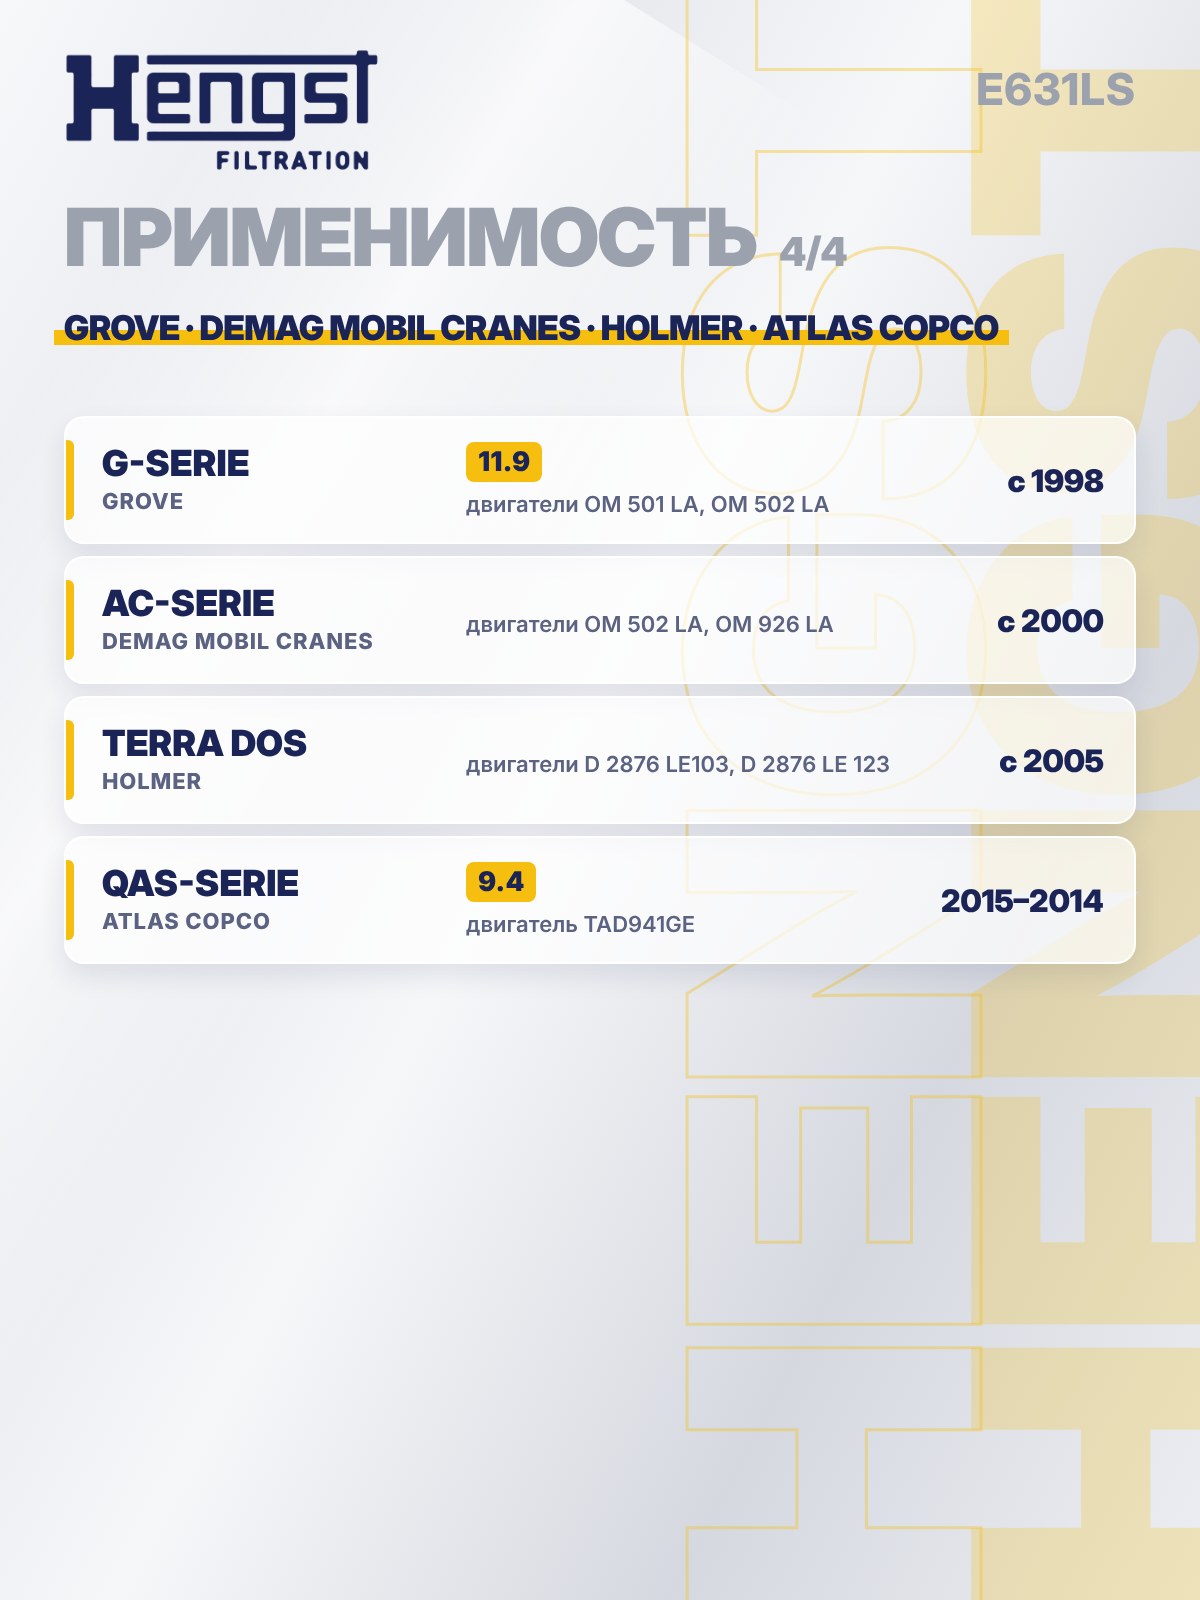 Hengst
FILTRATION
E631LS
ПРИМЕНИМОСТЬ 4/4
GROVE · DEMAG MOBIL CRANES · HOLMER · ATLAS COPCO
G-SERIE
GROVE
11.9
двигатели OM 501 LA, OM 502 LA
с 1998
AC-SERIE
DEMAG MOBIL CRANES
двигатели OM 502 LA, OM 926 LA
с 2000
TERRA DOS
HOLMER
двигатели D 2876 LE103, D 2876 LE 123
с 2005
QAS-SERIE
ATLAS COPCO
9.4
двигатель TAD941GE
2015–2014
HENGST
HENGST